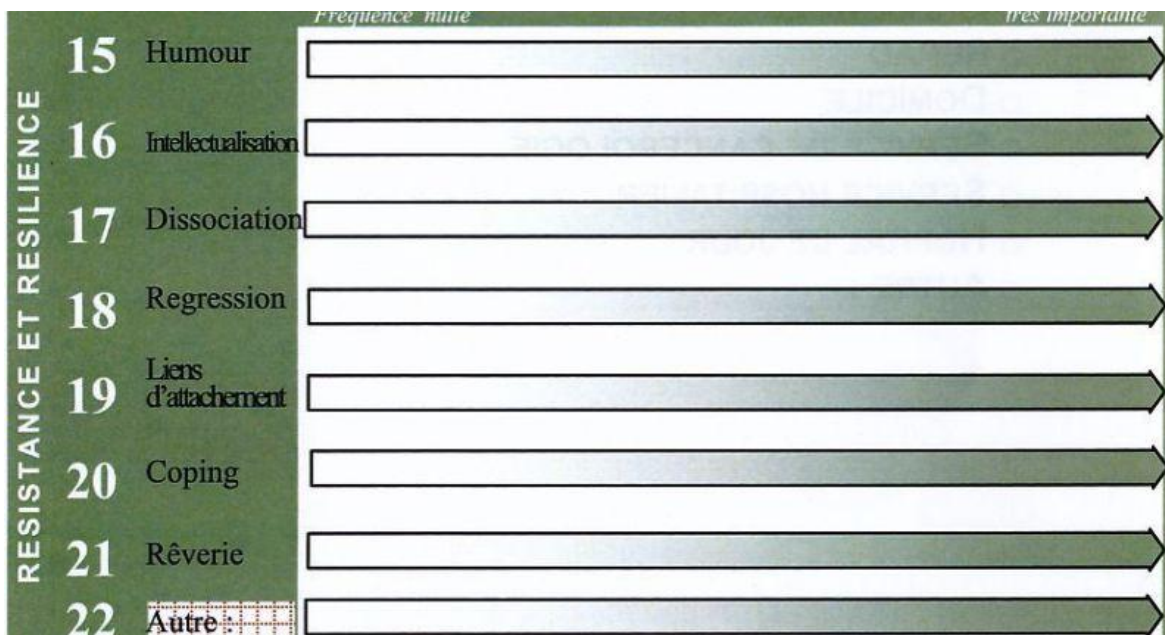 Fréquence nulle
très importante
RESISTANCE ET RESILIENCE
15 Humour
16 Intellectualisation
17 Dissociation
18 Regression
19 Liens
d'attachement
20 Coping
21 Rêverie
22 Autre :